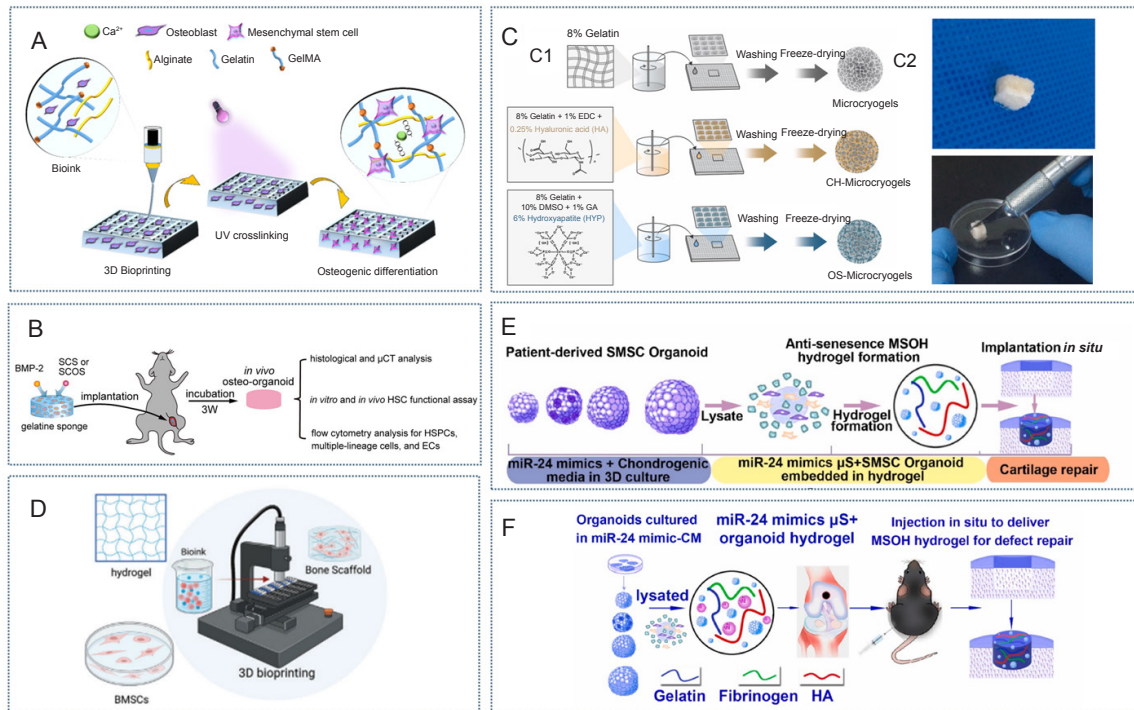 A
Ca²⁺
Osteoblast
Mesenchymal stem cell
Alginate
Gelatin
GelMA
Bioink
UV crosslinking
3D Bioprinting
Osteogenic differentiation
COO⁻
COO⁻
B
BMP-2
SCS or
SCOS
gelatine sponge
implantation
incubation
3W
in vivo
osteo-organoid
histological and µCT analysis
in vitro and in vivo HSC functional assay
flow cytometry analysis for HSPCs,
multiple-lineage cells, and ECs
C
C1
8% Gelatin
Washing
Freeze-drying
Microcryogels
8% Gelatin + 1% EDC +
0.25% Hyaluronic acid (HA)
Washing
Freeze-drying
CH-Microcryogels
8% Gelatin +
10% DMSO + 1% GA
6% Hydroxyapatite (HYP)
Washing
Freeze-drying
OS-Microcryogels
C2
D
hydrogel
Bioink
Bone Scaffold
BMSCs
3D bioprinting
E
Patient-derived SMSC Organoid
Anti-senesence MSOH
hydrogel formation
Implantation in situ
Lysate
Hydrogel
formation
miR-24 mimics + Chondrogenic
media in 3D culture
miR-24 mimics µS+SMSC Organoid
embedded in hydrogel
Cartilage repair
F
Organoids cultured
in miR-24 mimic-CM
miR-24 mimics µS+
organoid hydrogel
Injection in situ to deliver
MSOH hydrogel for defect repair
lysated
Gelatin
Fibrinogen
HA